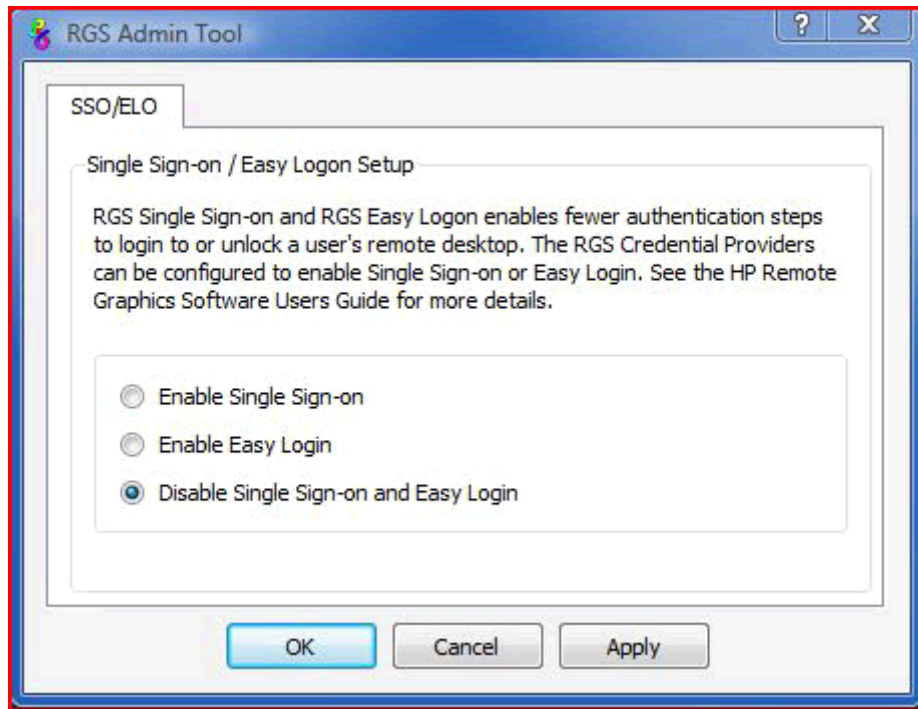 RGS Admin Tool
SSO/ELO
Single Sign-on / Easy Logon Setup
RGS Single Sign-on and RGS Easy Logon enables fewer authentication steps
to login to or unlock a user's remote desktop. The RGS Credential Providers
can be configured to enable Single Sign-on or Easy Login. See the HP Remote
Graphics Software Users Guide for more details.
Enable Single Sign-on
Enable Easy Login
Disable Single Sign-on and Easy Login
OK Cancel Apply